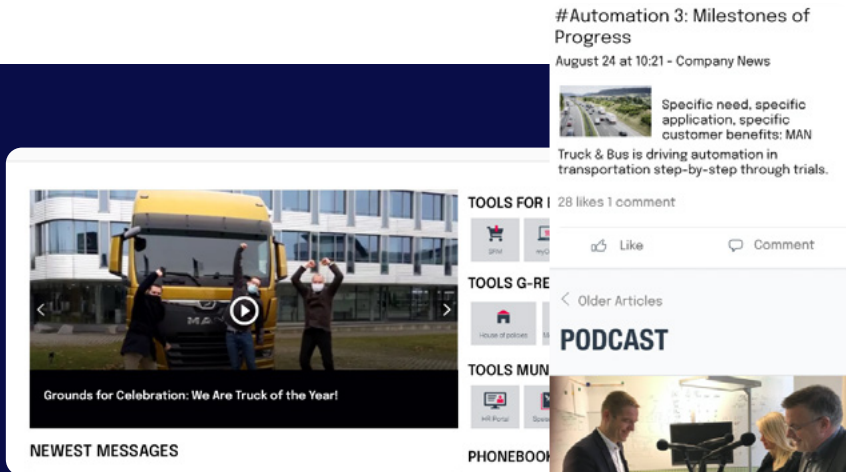 #Automation 3: Milestones of
Progress
August 24 at 10:21 - Company News
Specific need, specific
application, specific
customer benefits: MAN
Truck & Bus is driving automation in
transportation step-by-step through trials.
28 likes 1 comment
Like
Comment
Older Articles
PODCAST
MAN
Grounds for Celebration: We Are Truck of the Year!
NEWEST MESSAGES
TOOLS FOR
TOOLS G-RE
House of policies
TOOLS MUN
HR Portal
PHONEBOOK